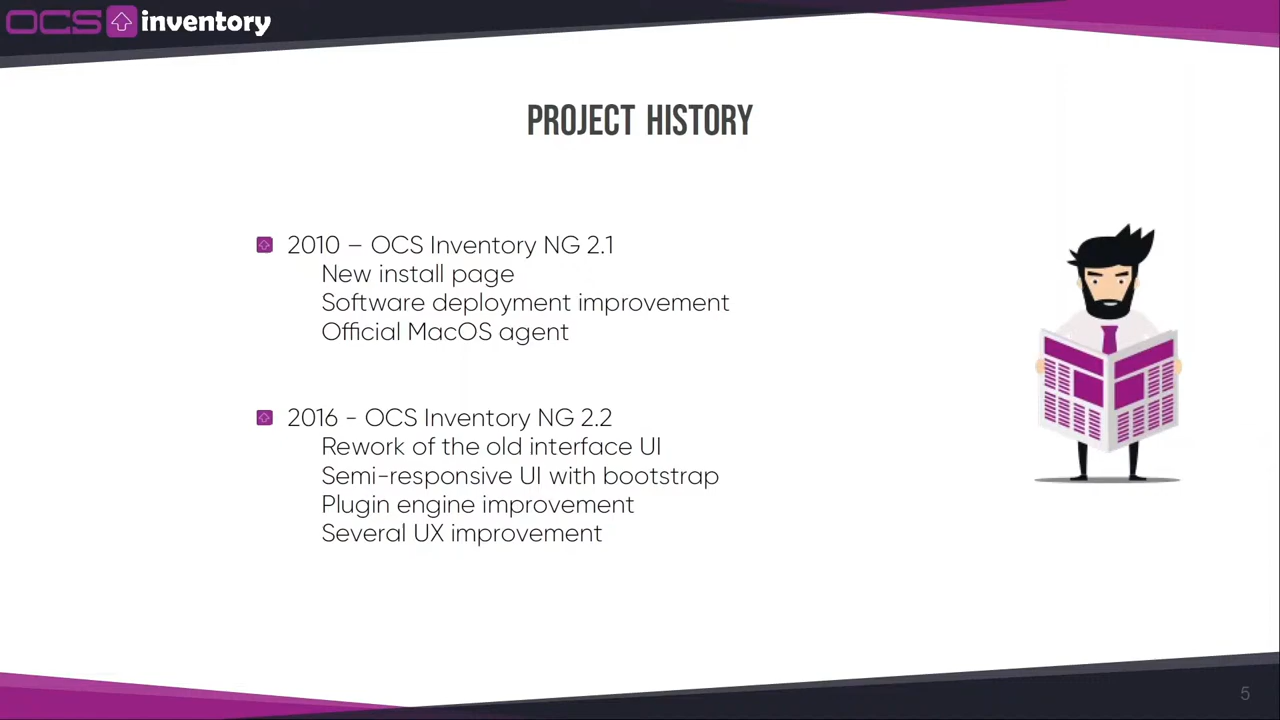 OCS inventory
PROJECT HISTORY
2010 – OCS Inventory NG 2.1
New install page
Software deployment improvement
Official MacOS agent
2016 - OCS Inventory NG 2.2
Rework of the old interface UI
Semi-responsive UI with bootstrap
Plugin engine improvement
Several UX improvement
5